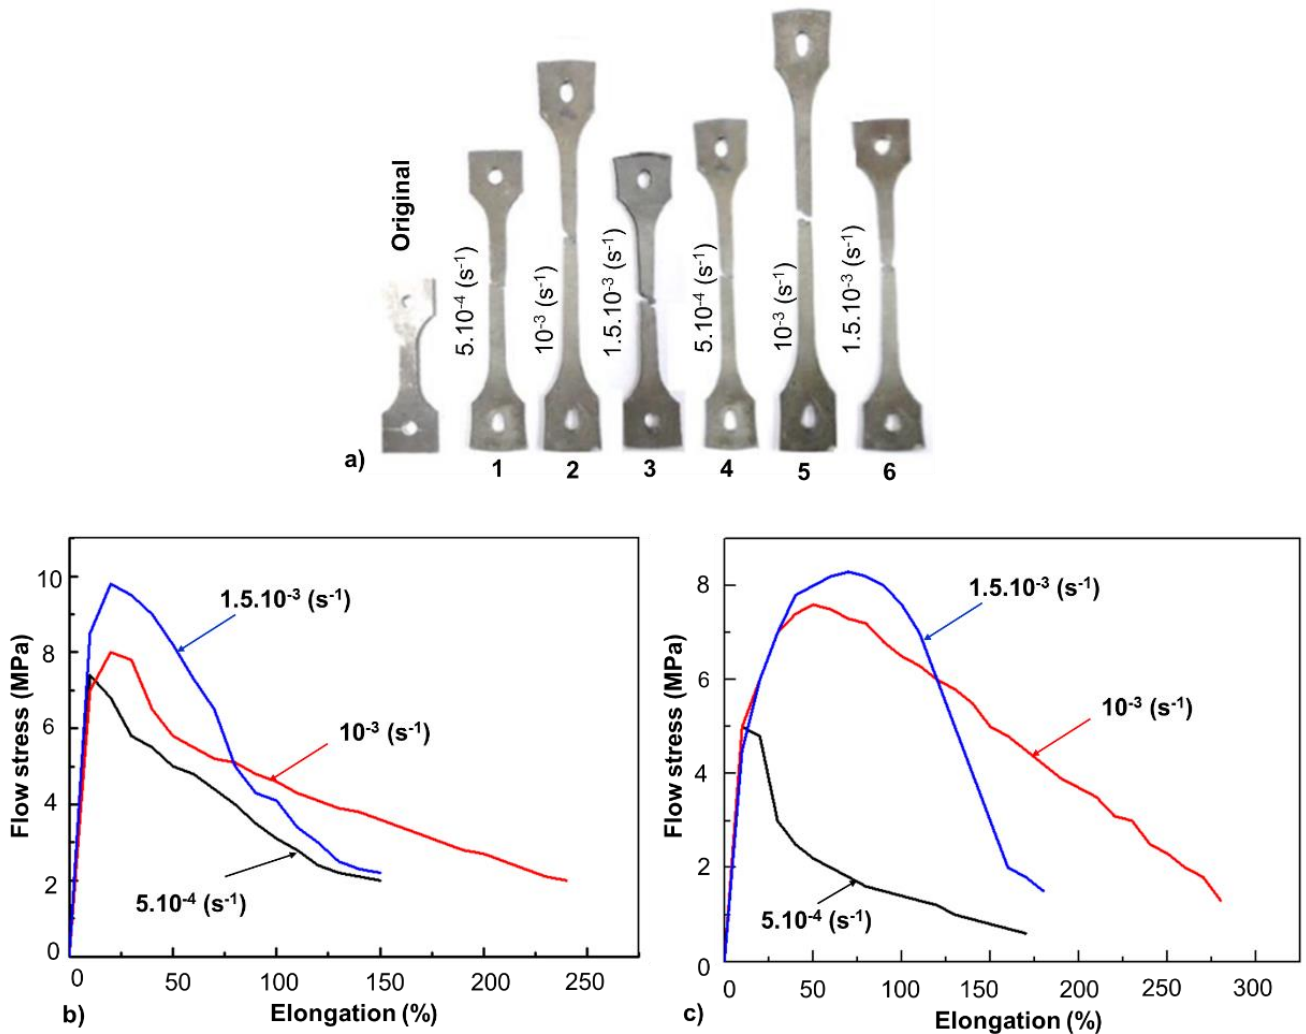 Original
5.10-4 (s-1)
10-3 (s-1)
1.5.10-3 (s-1)
5.10-4 (s-1)
10-3 (s-1)
1.5.10-3 (s-1)
a)
1 2 3 4 5 6
10
8
6
4
2
0
Flow stress (MPa)
1.5.10-3 (s-1)
10-3 (s-1)
5.10-4 (s-1)
0 50 100 150 200 250
Elongation (%)
b)
8
6
4
2
0
Flow stress (MPa)
1.5.10-3 (s-1)
10-3 (s-1)
5.10-4 (s-1)
0 50 100 150 200 250 300
Elongation (%)
c)